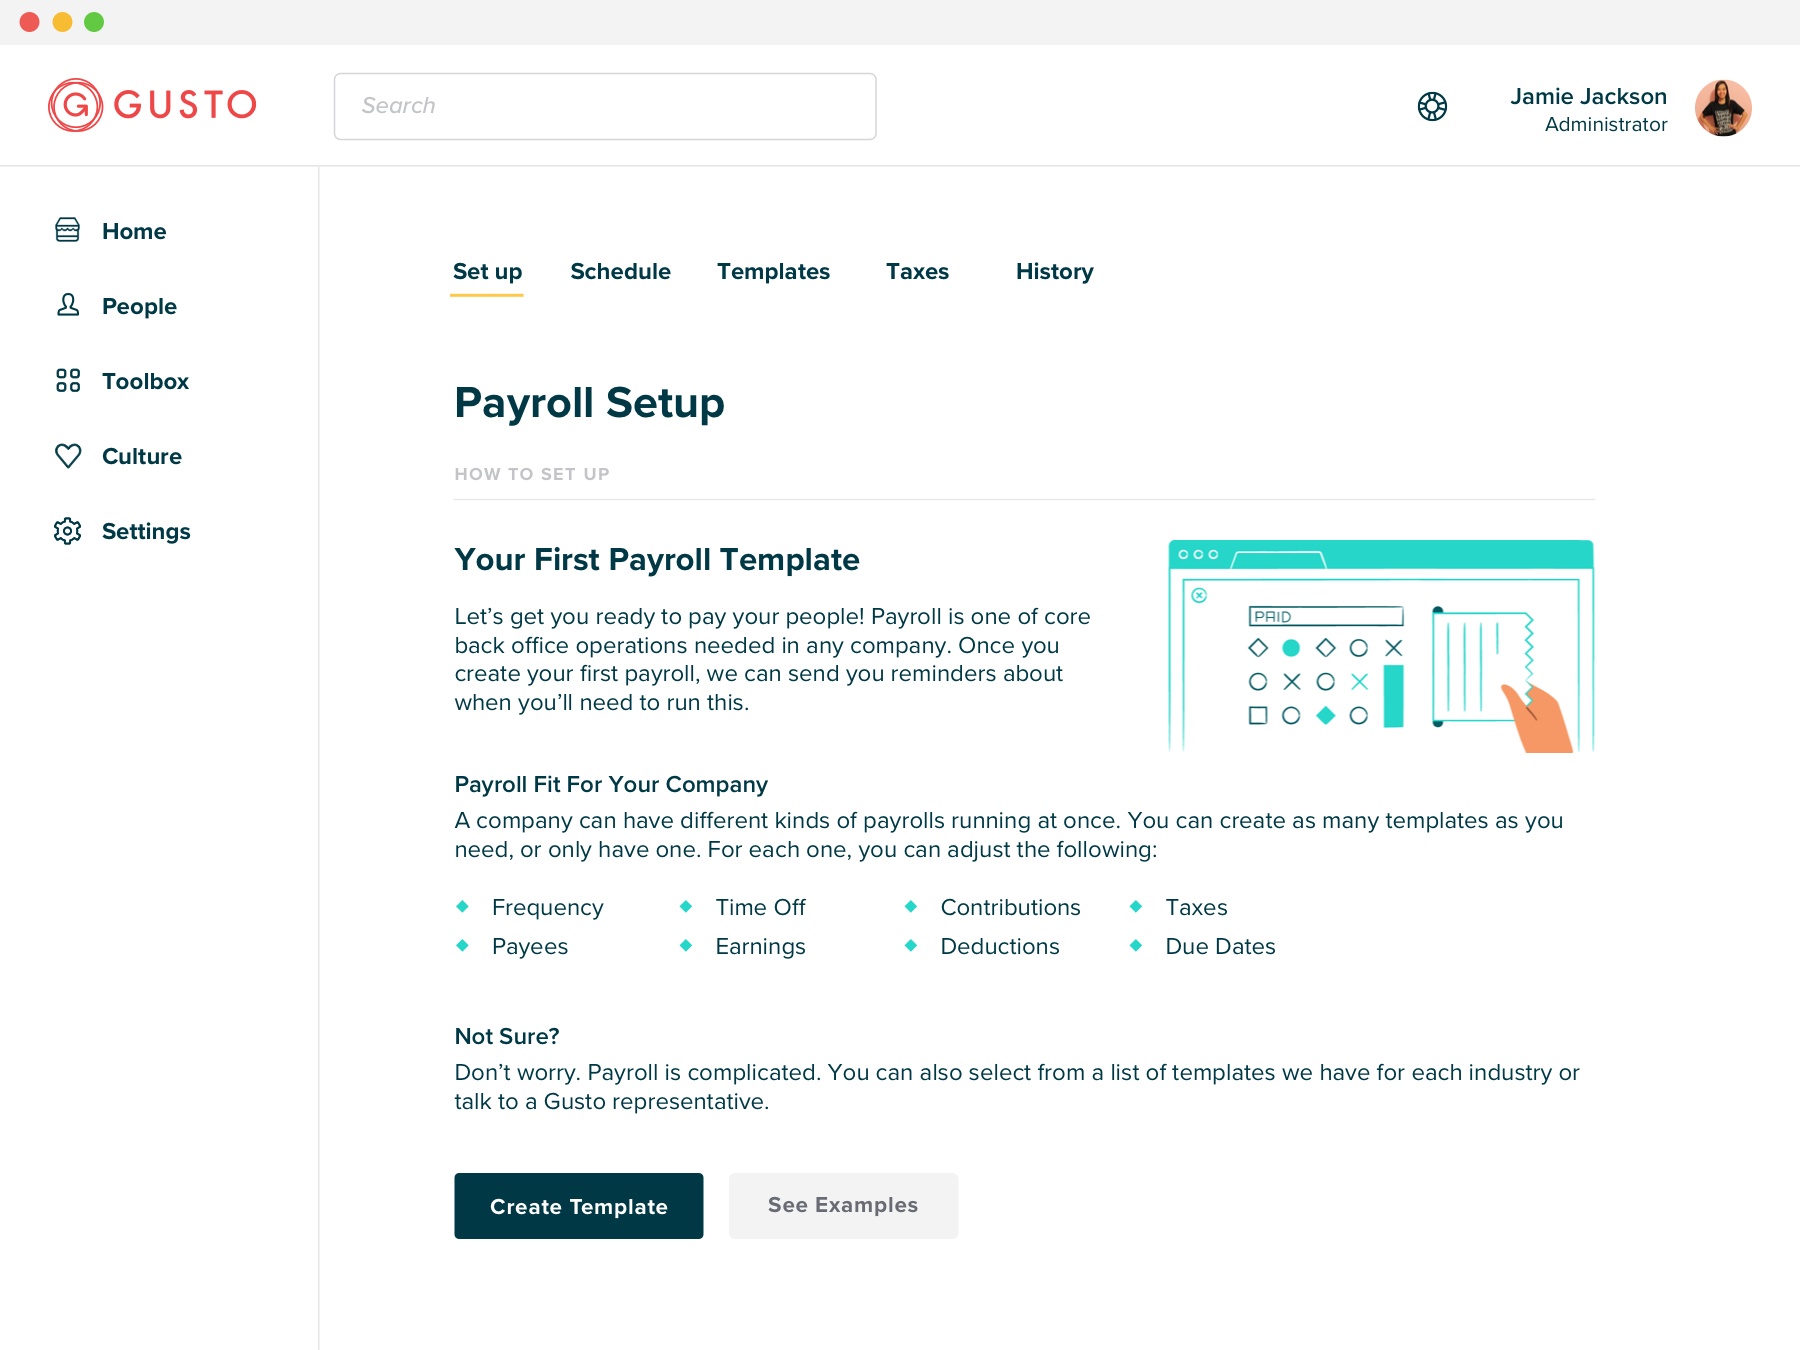 GUSTO
Search
Jamie Jackson
Administrator
Home
People
Toolbox
Culture
Settings
Set up Schedule Templates Taxes History
Payroll Setup
HOW TO SET UP
Your First Payroll Template
Let’s get you ready to pay your people! Payroll is one of core
back office operations needed in any company. Once you
create your first payroll, we can send you reminders about
when you’ll need to run this.
PAID
Payroll Fit For Your Company
A company can have different kinds of payrolls running at once. You can create as many templates as you
need, or only have one. For each one, you can adjust the following:
Frequency Time Off Contributions Taxes
Payees Earnings Deductions Due Dates
Not Sure?
Don’t worry. Payroll is complicated. You can also select from a list of templates we have for each industry or
talk to a Gusto representative.
Create Template See Examples